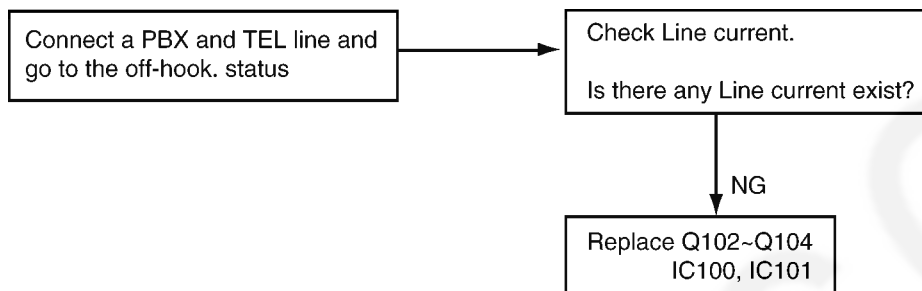 Connect a PBX and TEL line and
go to the off-hook. status
Check Line current.
Is there any Line current exist?
NG
Replace Q102~Q104
IC100, IC101